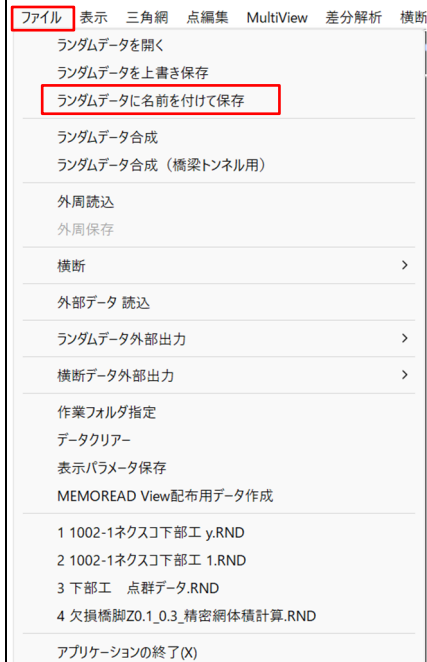 ファイル 表示 三角網 点編集 MultiView 差分解析 横断
ランダムデータを開く
ランダムデータを上書き保存
ランダムデータに名前を付けて保存
ランダムデータ合成
ランダムデータ合成（橋梁トンネル用）
外周読込
外周保存
横断
外部データ 読込
ランダムデータ外部出力
横断データ外部出力
作業フォルダ指定
データクリアー
表示パラメータ保存
MEMOREAD View配布用データ作成
1 1002-1ネクスコ下部工 y.RND
2 1002-1ネクスコ下部工 1.RND
3 下部工　点群データ.RND
4 欠損橋脚Z0.1_0.3_精密網体積計算.RND
アプリケーションの終了(X)